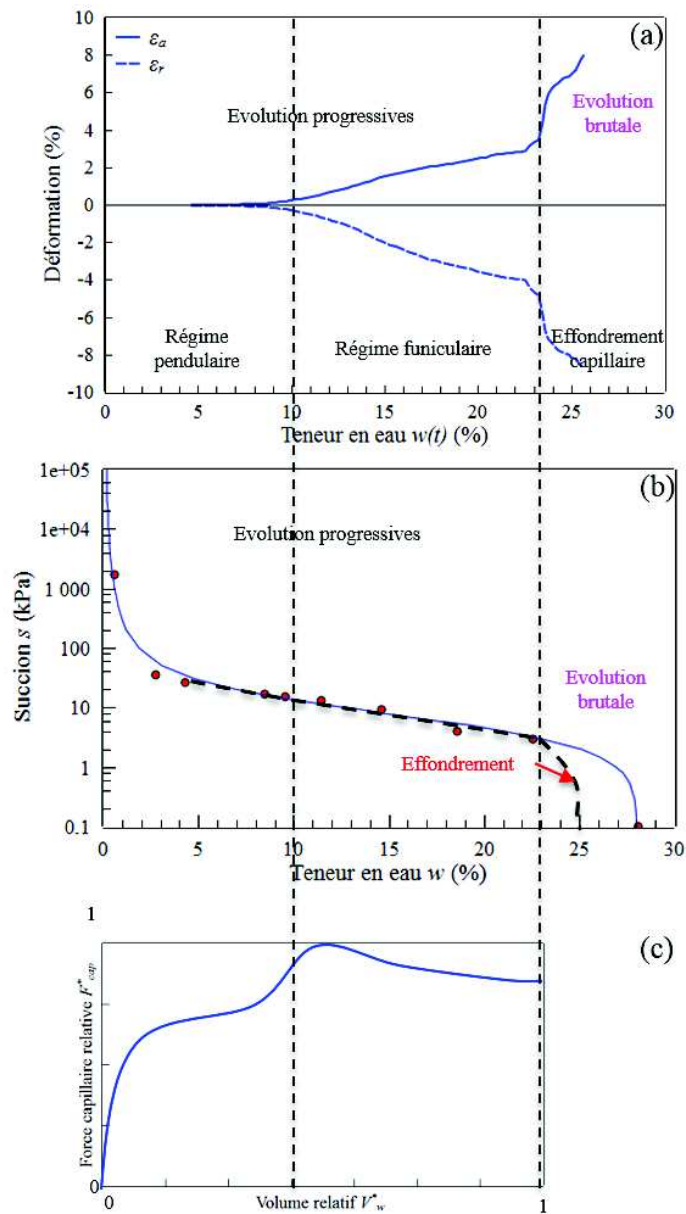 10
(a)
εa
εr
8
6
Evolution progressives
Evolution
brutale
4
2
0
-2
-4
-6
-8
-10
Déformation (%)
Régime
pendulaire
Régime funiculaire
Effondrement
capillaire
0 5 10 15 20 25 30
Teneur en eau w(t) (%)
(b)
1e+05
1e+04
1 000
100
10
1
0.1
Succion s (kPa)
Evolution progressives
Evolution
brutale
Effondrement
0 5 10 15 20 25 30
Teneur en eau w (%)
(c)
1
0
Force capillaire relative F*cap
0 1
Volume relatif V*w